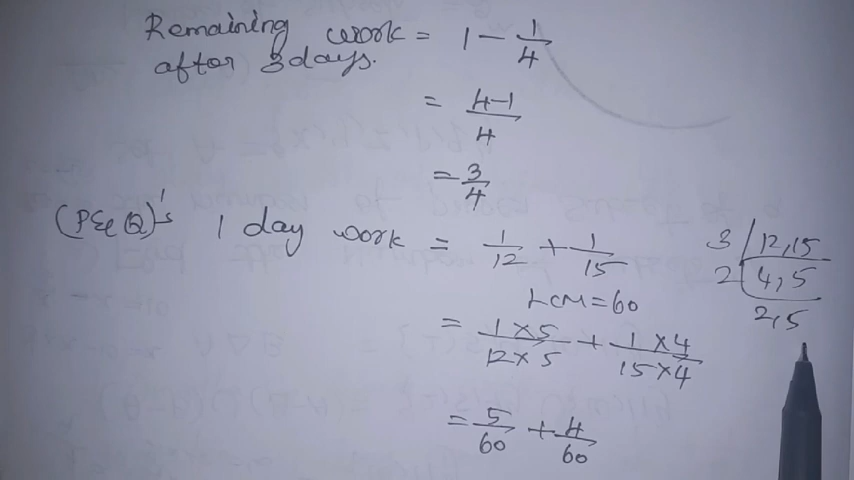 Remaining work = 1 - 1/4
after 3 days.
= 4-1/4
= 3/4
(P & Q)'s 1 day work = 1/12 + 1/15
LCM = 60
= 1×5/12×5 + 1×4/15×4
= 5/60 + 4/60
3 | 12, 15
2 | 4, 5
2, 5